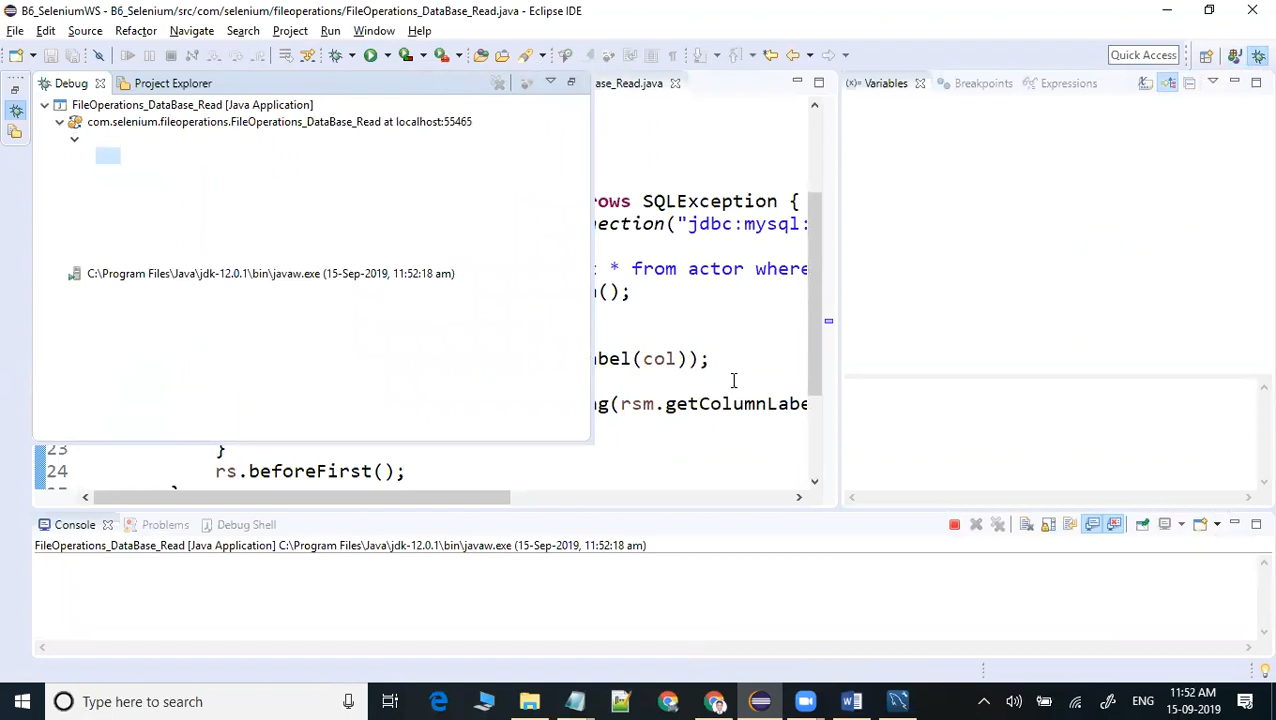 B6_SeleniumWS - B6_Selenium/src/com/selenium/fileoperations/FileOperations_DataBase_Read.java - Eclipse IDE
File Edit Source Refactor Navigate Search Project Run Window Help
Quick Access
Debug Project Explorer ase_Read.java (x)= Variables Breakpoints Expressions
FileOperations_DataBase_Read [Java Application]
com.selenium.fileoperations.FileOperations_DataBase_Read at localhost:55465
rows SQLException {
nection("jdbc:mysql:
t * from actor where
C:\Program Files\Java\jdk-12.0.1\bin\javaw.exe (15-Sep-2019, 11:52:18 am)
();
abel(col));
ng(rsm.getColumnLabe
23 }
24 rs.beforeFirst();
}
Console Problems Debug Shell
FileOperations_DataBase_Read [Java Application] C:\Program Files\Java\jdk-12.0.1\bin\javaw.exe (15-Sep-2019, 11:52:18 am)
Type here to search
ENG
11:52 AM
15-09-2019